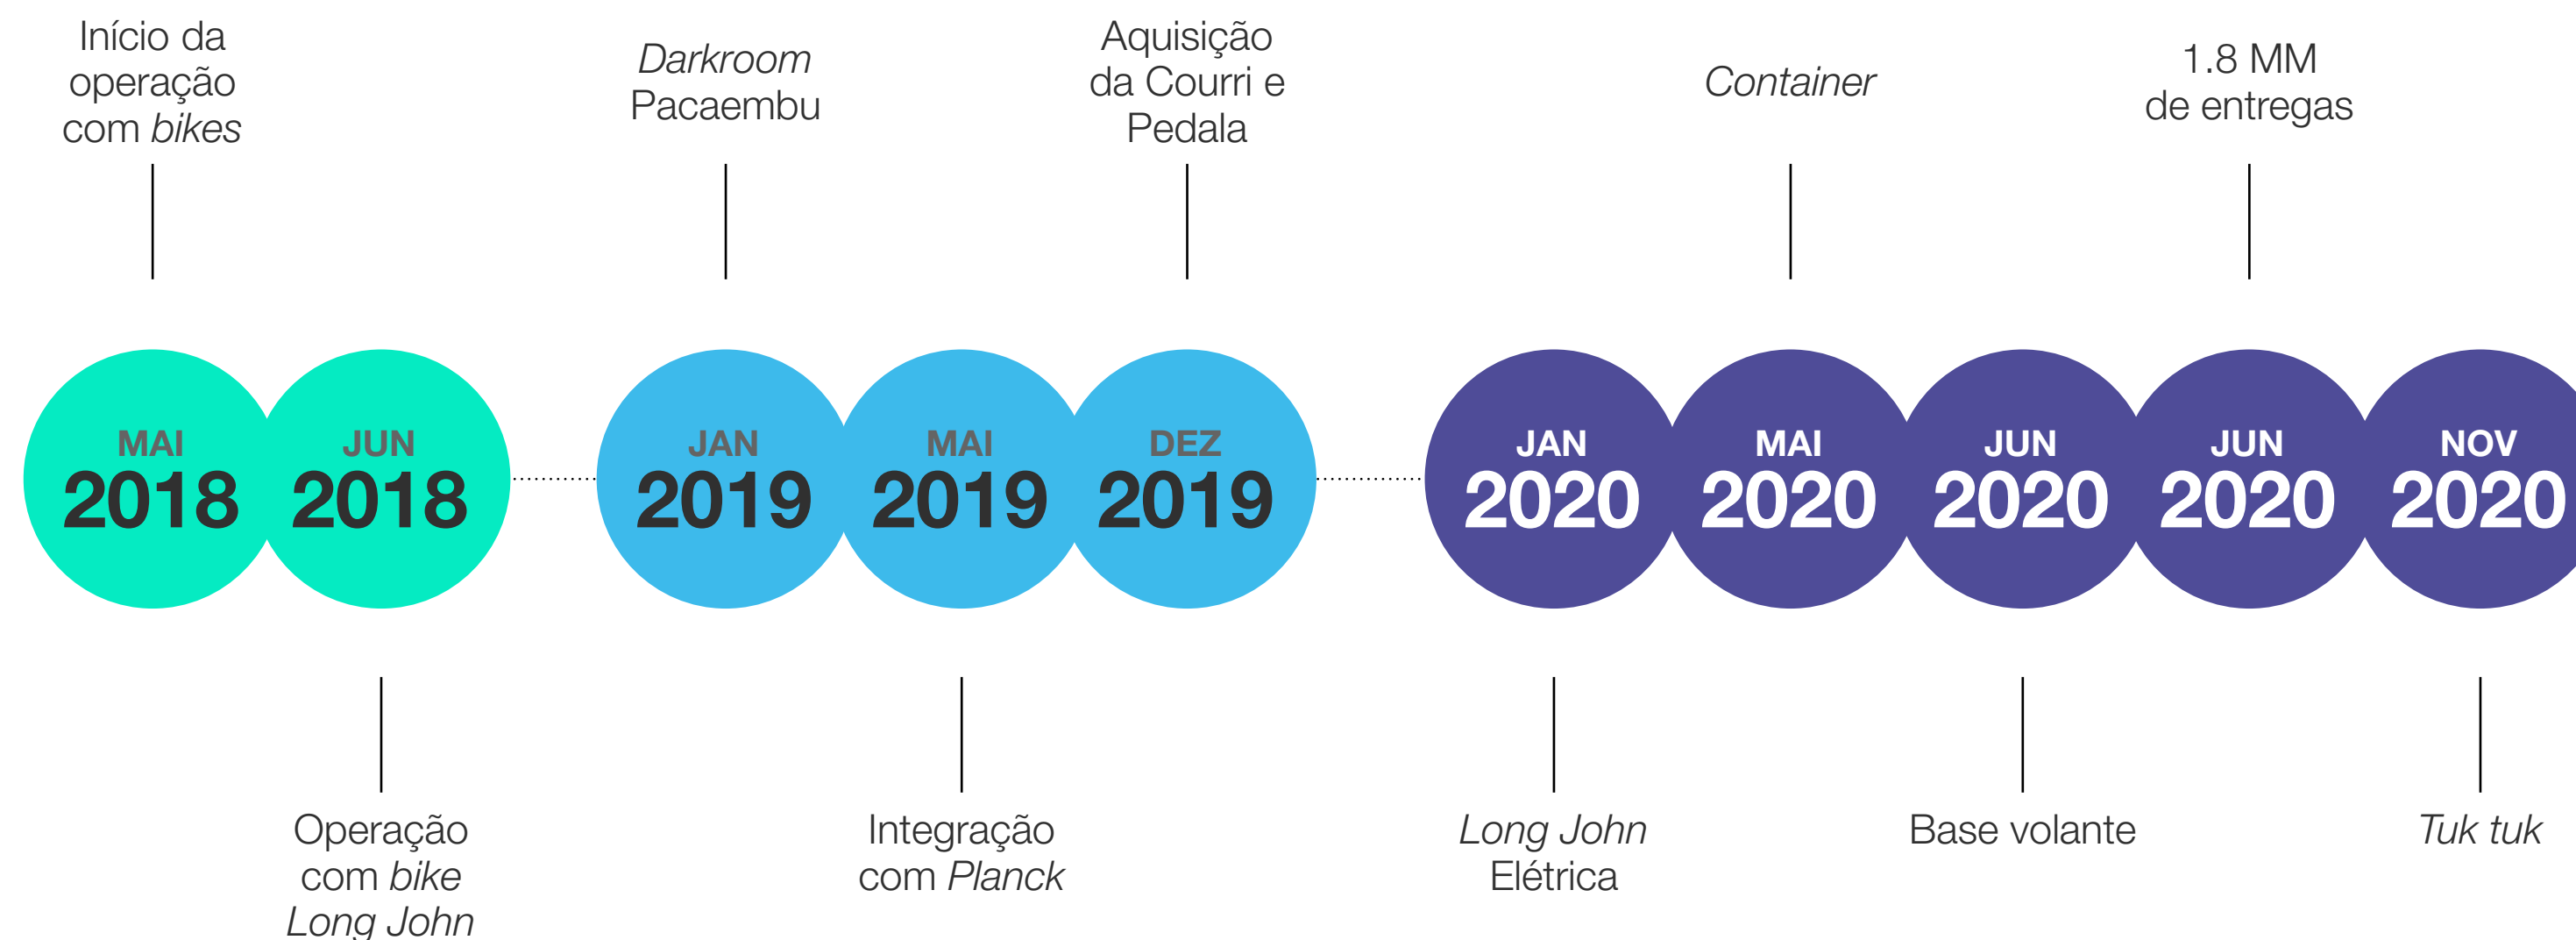 Início da
operação
com bikes
Darkroom
Pacaembu
Aquisição
da Courri e
Pedala
Container
1.8 MM
de entregas
MAI
2018
JUN
2018
JAN
2019
MAI
2019
DEZ
2019
JAN
2020
MAI
2020
JUN
2020
JUN
2020
NOV
2020
Operação
com bike
Long John
Integração
com Planck
Long John
Elétrica
Base volante
Tuk tuk